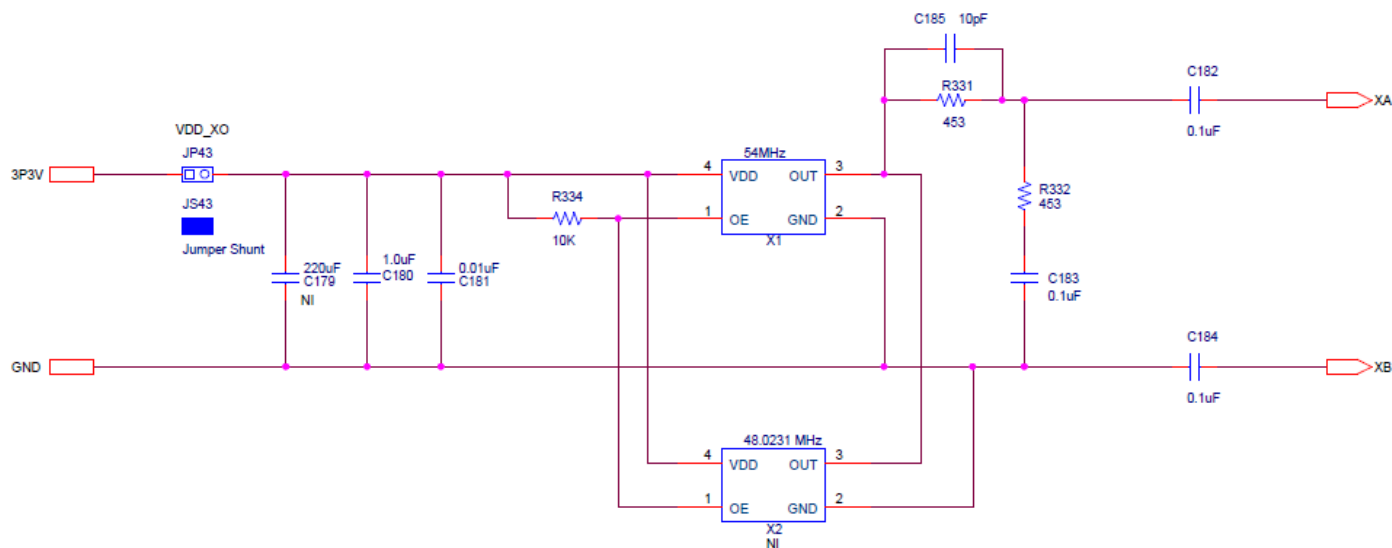 C185 10pF
R331
453
C182
0.1uF
XA
VDD_XO
JP43
3P3V
JS43
Jumper Shunt
54MHz
4 VDD OUT 3
1 OE GND 2
X1
R334
10K
R332
453
220uF
C179
NI
1.0uF
C180
0.01uF
C181
C183
0.1uF
GND
C184
0.1uF
XB
48.0231 MHz
4 VDD OUT 3
1 OE GND 2
X2
NI